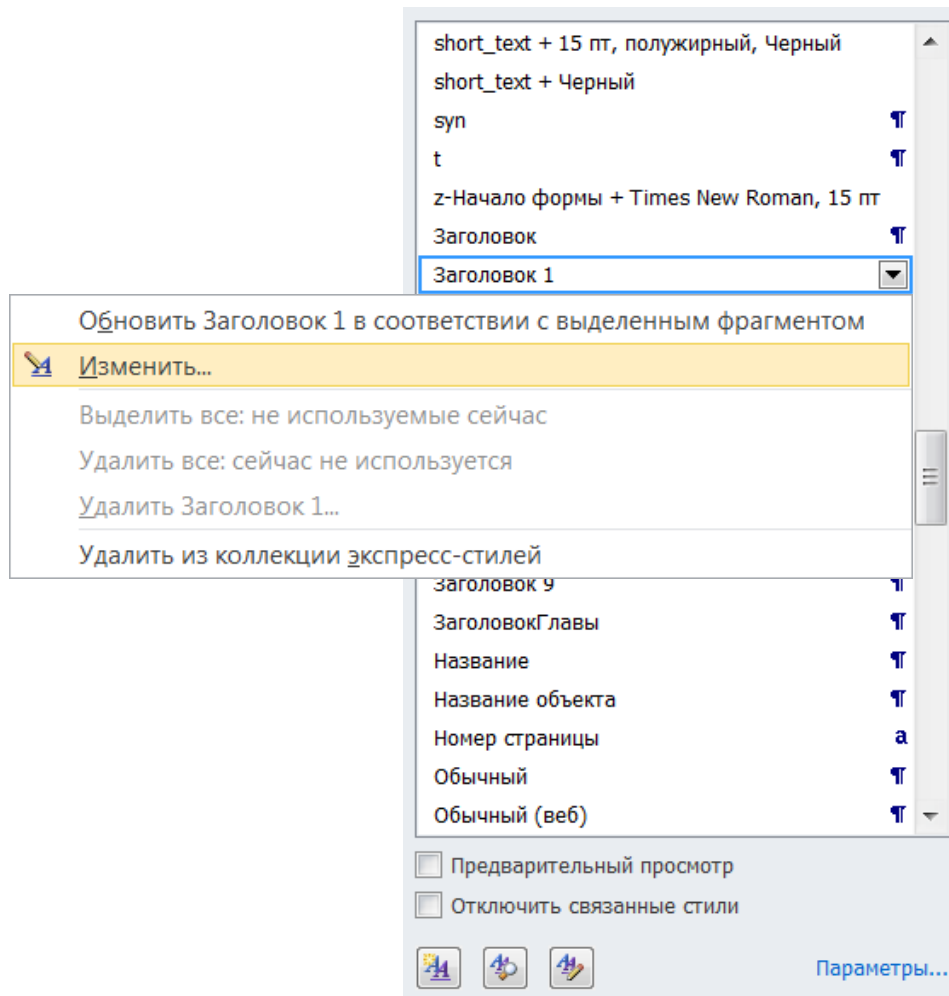 short_text + 15 пт, полужирный, Черный
short_text + Черный
syn ¶
t ¶
z-Начало формы + Times New Roman, 15 пт
Заголовок ¶
Заголовок 1
Обновить Заголовок 1 в соответствии с выделенным фрагментом
Изменить...
Выделить все: не используемые сейчас
Удалить все: сейчас не используется
Удалить Заголовок 1...
Удалить из коллекции экспресс-стилей
Заголовок 9 ¶
ЗаголовокГлавы ¶
Название ¶
Название объекта ¶
Номер страницы a
Обычный ¶
Обычный (веб) ¶
Предварительный просмотр
Отключить связанные стили
Параметры...